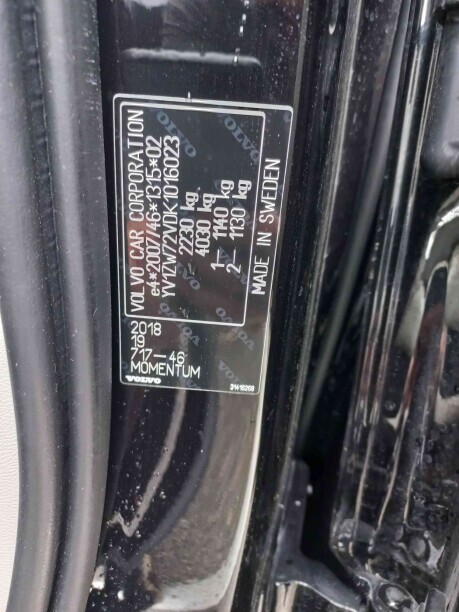 VOLVO CAR CORPORATION
e4*2007/46*1315*02
YV1ZW72VDK1016023
2230 kg
4030 kg
1— 1140 kg
2— 1130 kg
MADE IN SWEDEN
2018
19
717—46
MOMENTUM
VOLVO
31416268